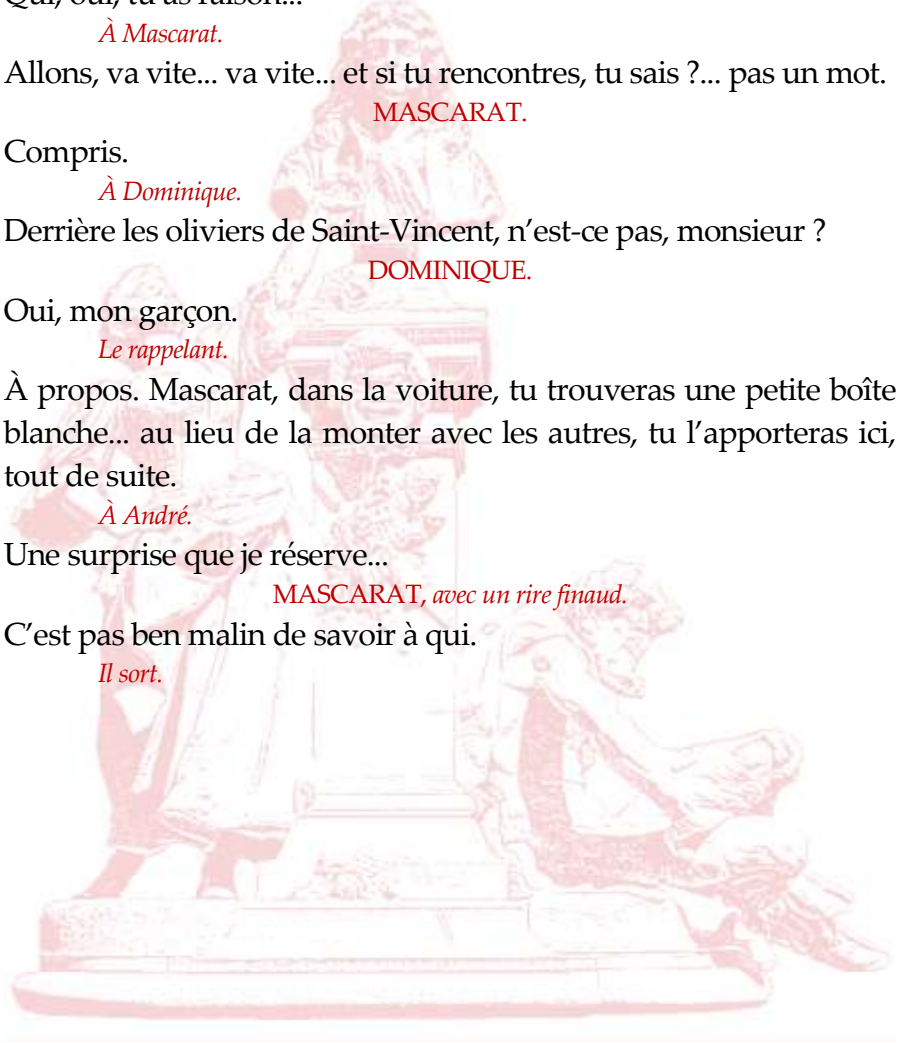 oui, tu as raison...
À Mascarat.
Allons, va vite... va vite... et si tu rencontres, tu sais ?... pas un mot.
MASCARAT.
Compris.
À Dominique.
Derrière les oliviers de Saint-Vincent, n’est-ce pas, monsieur ?
DOMINIQUE.
Oui, mon garçon.
Le rappelant.
À propos. Mascarat, dans la voiture, tu trouveras une petite boîte
blanche... au lieu de la monter avec les autres, tu l’apporteras ici,
tout de suite.
À André.
Une surprise que je réserve...
MASCARAT, avec un rire finaud.
C’est pas ben malin de savoir à qui.
Il sort.